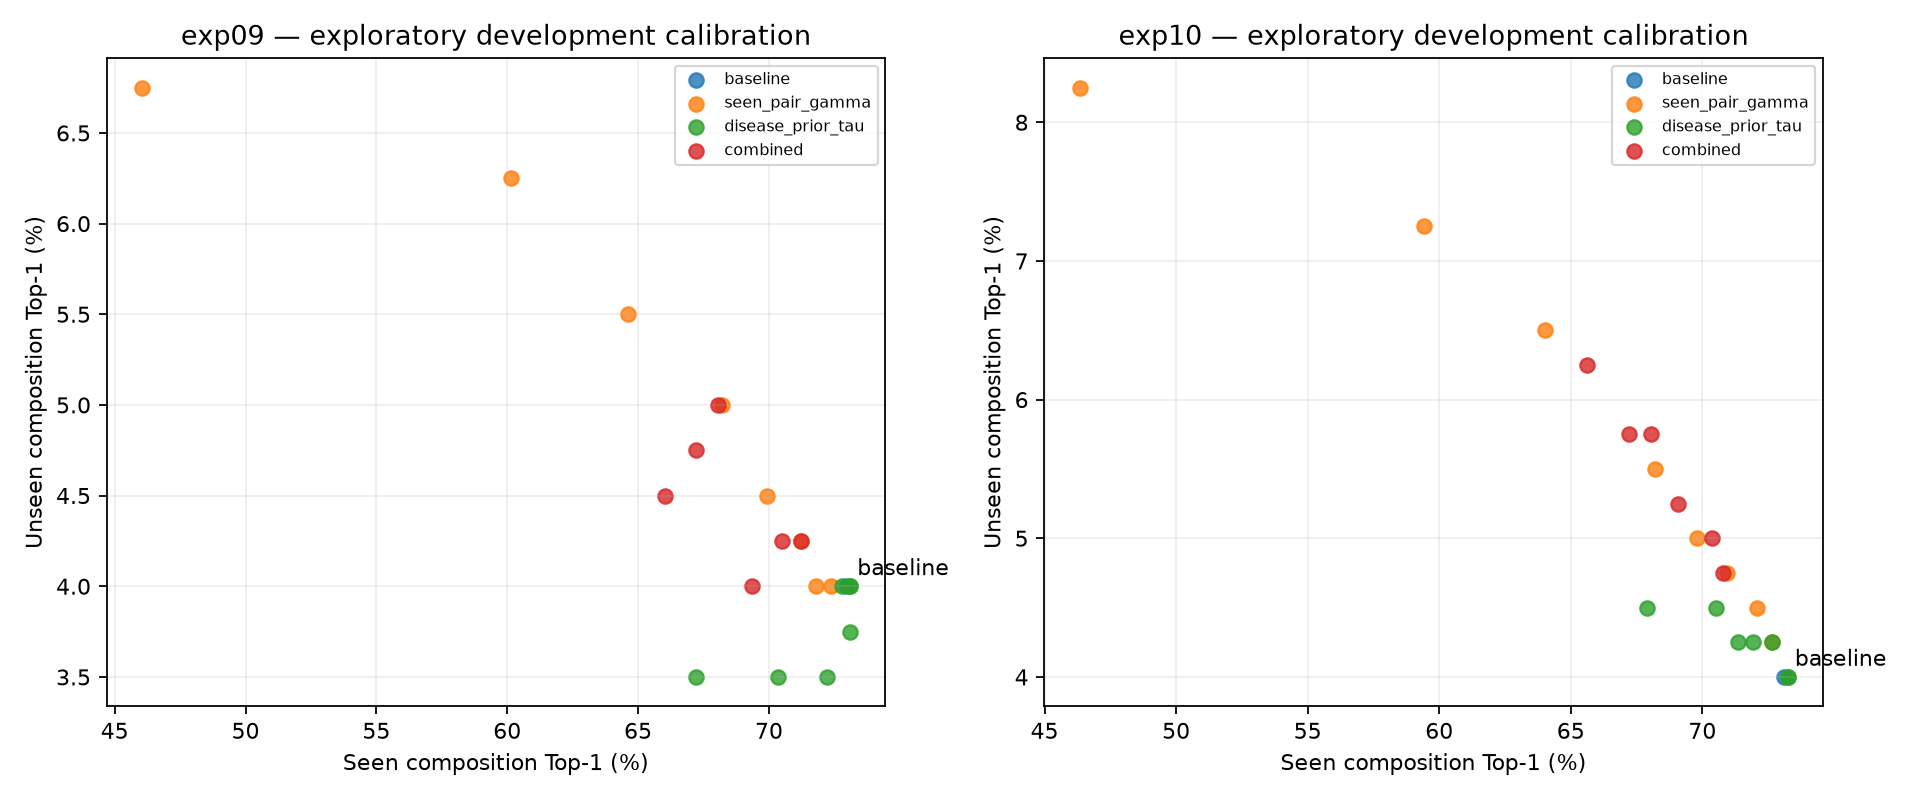 exp09 — exploratory development calibration
baseline
seen_pair_gamma
disease_prior_tau
combined
6.5
6.0
5.5
5.0
4.5
4.0
3.5
Unseen composition Top-1 (%)
baseline
45
50
55
60
65
70
Seen composition Top-1 (%)
exp10 — exploratory development calibration
baseline
seen_pair_gamma
disease_prior_tau
combined
8
7
6
5
4
Unseen composition Top-1 (%)
baseline
45
50
55
60
65
70
Seen composition Top-1 (%)